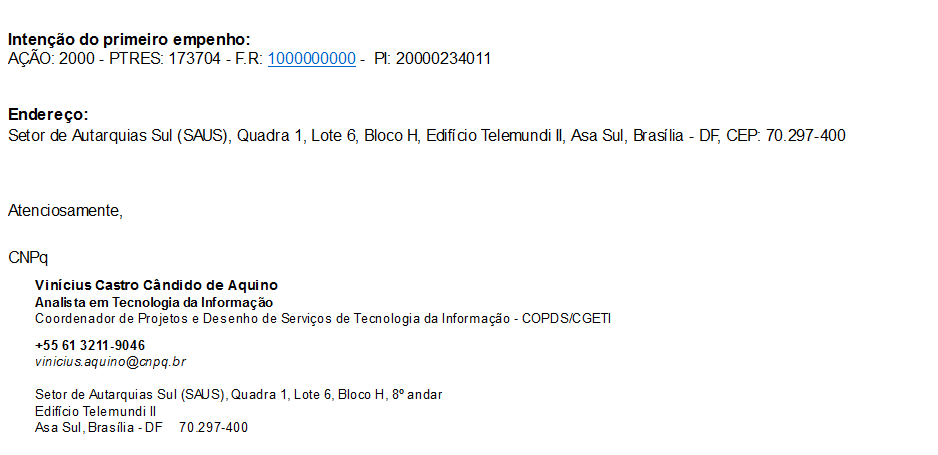 Intenção do primeiro empenho:
AÇÃO: 2000 - PTRES: 173704 - F.R: 1000000000 - PI: 20000234011
Endereço:
Setor de Autarquias Sul (SAUS), Quadra 1, Lote 6, Bloco H, Edifício Telemundi II, Asa Sul, Brasília - DF, CEP: 70.297-400
Atenciosamente,
CNPq
Vinícius Castro Cândido de Aquino
Analista em Tecnologia da Informação
Coordenador de Projetos e Desenho de Serviços de Tecnologia da Informação - COPDS/CGETI
+55 61 3211-9046
vinicius.aquino@cnpq.br
Setor de Autarquias Sul (SAUS), Quadra 1, Lote 6, Bloco H, 8º andar
Edifício Telemundi II
Asa Sul, Brasília - DF 70.297-400